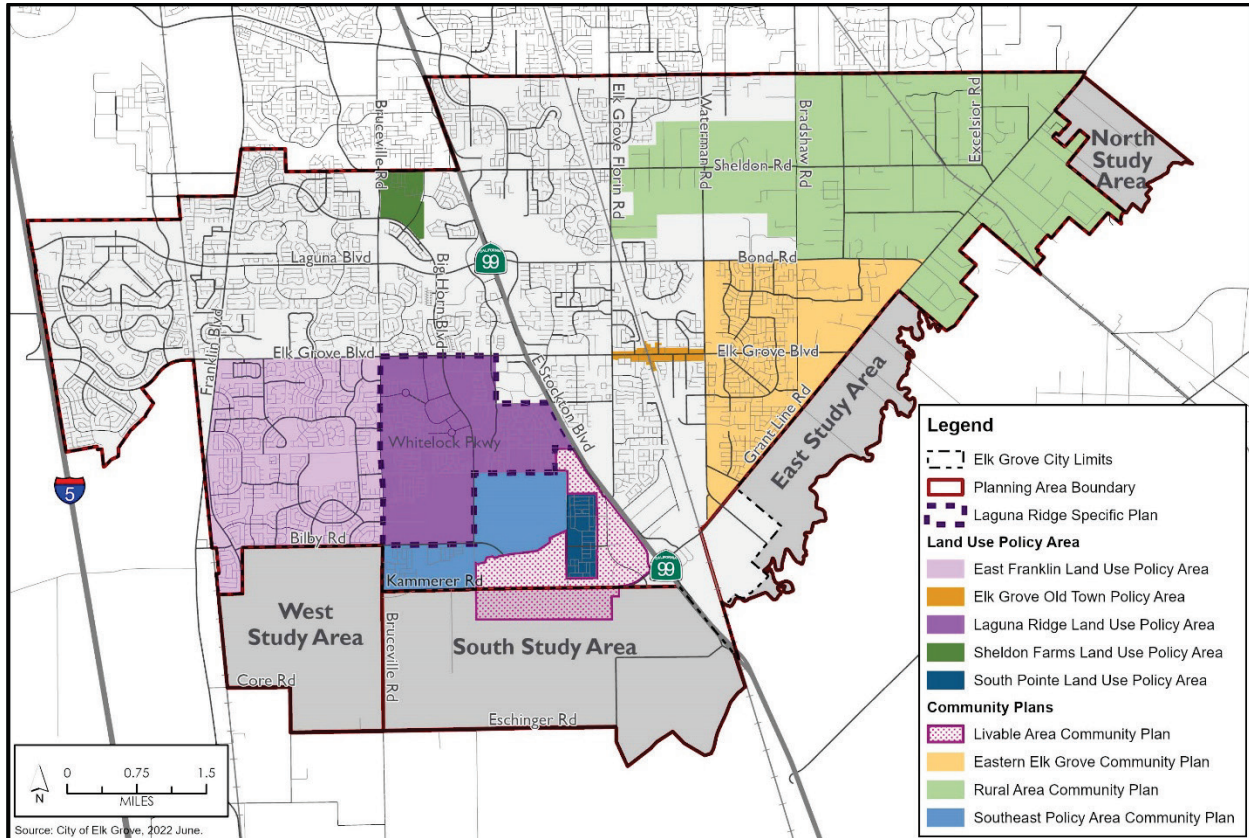 Bruceville Rd
Elk Grove Florin Rd
Waterman Rd
Bradshaw Rd
Excelsior Rd
North
Study
Area
Sheldon Rd
Laguna Blvd
Big Horn Blvd
CALIFORNIA
99
Bond Rd
Franklin Blvd
Elk Grove Blvd
E Stockton Blvd
Elk Grove Blvd
Grant Line Rd
East Study Area
Whitelock Pkwy
INTERSTATE
5
Bilby Rd
Kammerer Rd
CALIFORNIA
99
West
Study Area
Bruceville Rd
South Study Area
Core Rd
Eschinger Rd
Legend
Elk Grove City Limits
Planning Area Boundary
Laguna Ridge Specific Plan
Land Use Policy Area
East Franklin Land Use Policy Area
Elk Grove Old Town Policy Area
Laguna Ridge Land Use Policy Area
Sheldon Farms Land Use Policy Area
South Pointe Land Use Policy Area
Community Plans
Livable Area Community Plan
Eastern Elk Grove Community Plan
Rural Area Community Plan
Southeast Policy Area Community Plan
N
0 0.75 1.5
MILES
Source: City of Elk Grove, 2022 June.